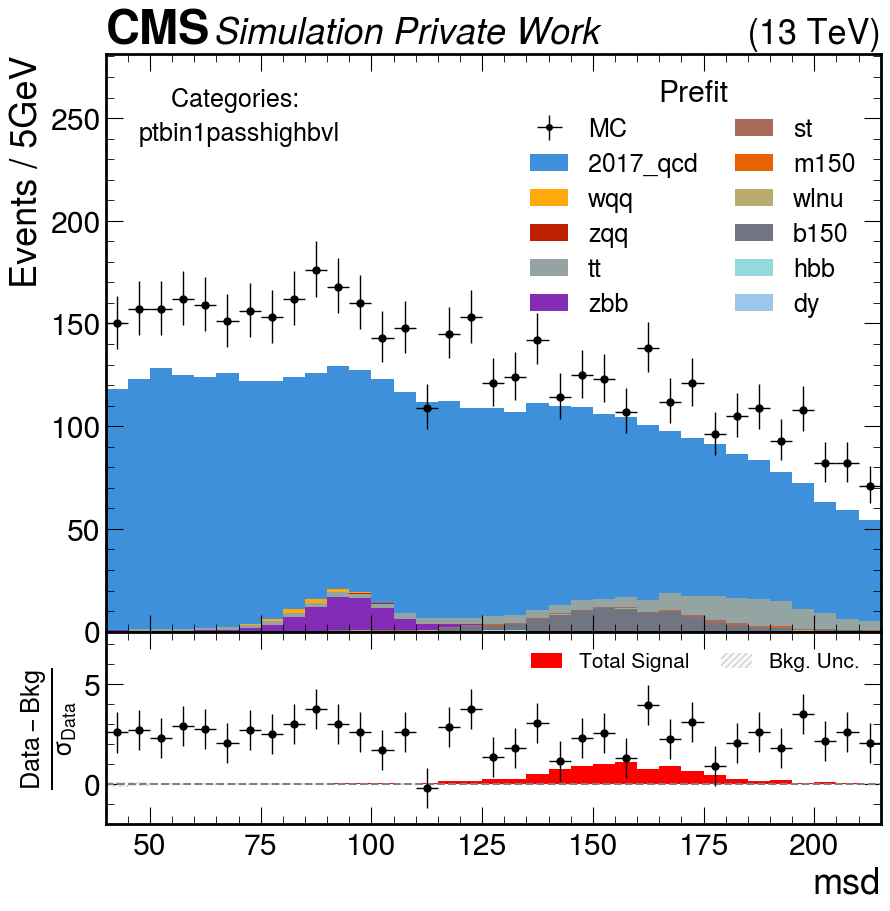 CMS Simulation Private Work (13 TeV)
Events / 5GeV
Categories:
ptbin1passhighbvl
Prefit
MC
2017_qcd
wqq
zqq
tt
zbb
st
m150
wlnu
b150
hbb
dy
250
200
150
100
50
0
Total Signal
Bkg. Unc.
Data – Bkg
σData
5
0
50 75 100 125 150 175 200
msd